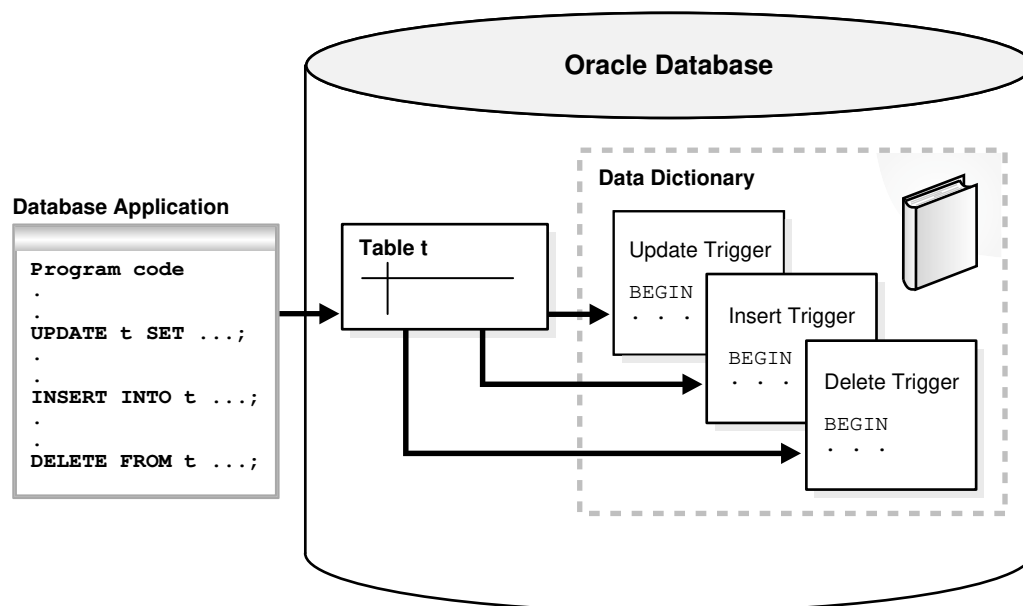 Oracle Database
Data Dictionary
Database Application
Program code
.
.
UPDATE t SET ...;
.
.
INSERT INTO t ...;
.
.
DELETE FROM t ...;
Table t
Update Trigger
BEGIN
. . .
Insert Trigger
BEGIN
. . .
Delete Trigger
BEGIN
. . .